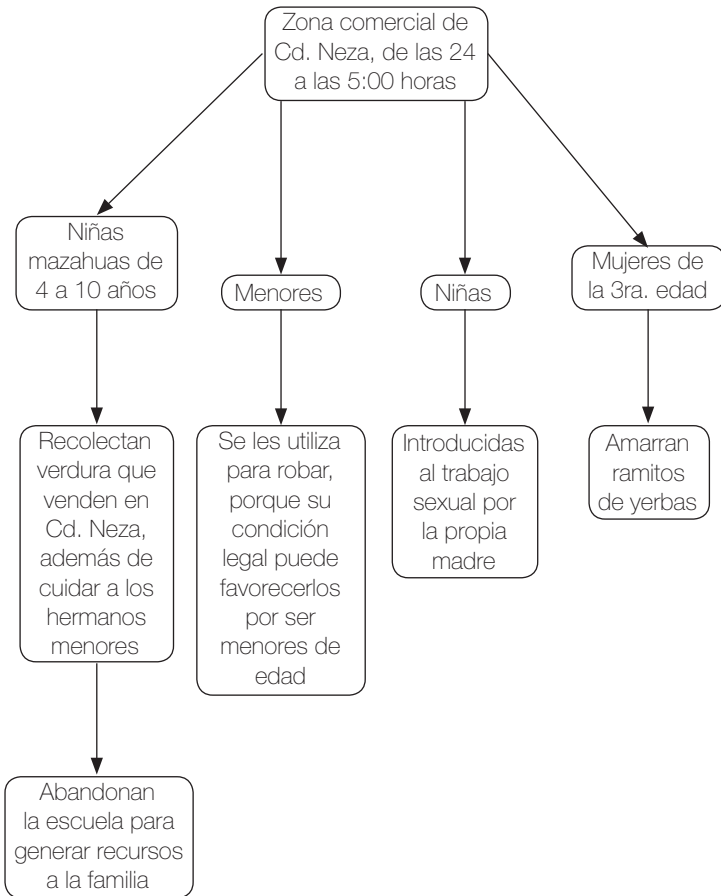 Zona comercial de
Cd. Neza, de las 24
a las 5:00 horas
Niñas
mazahuas de
4 a 10 años
Menores
Niñas
Mujeres de
la 3ra. edad
Recolectan
verdura que
venden en
Cd. Neza,
además de
cuidar a los
hermanos
menores
Se les utiliza
para robar,
porque su
condición
legal puede
favorecerlos
por ser
menores de
edad
Introducidas
al trabajo
sexual por
la propia
madre
Amarran
ramitos
de yerbas
Abandonan
la escuela para
generar recursos
a la familia